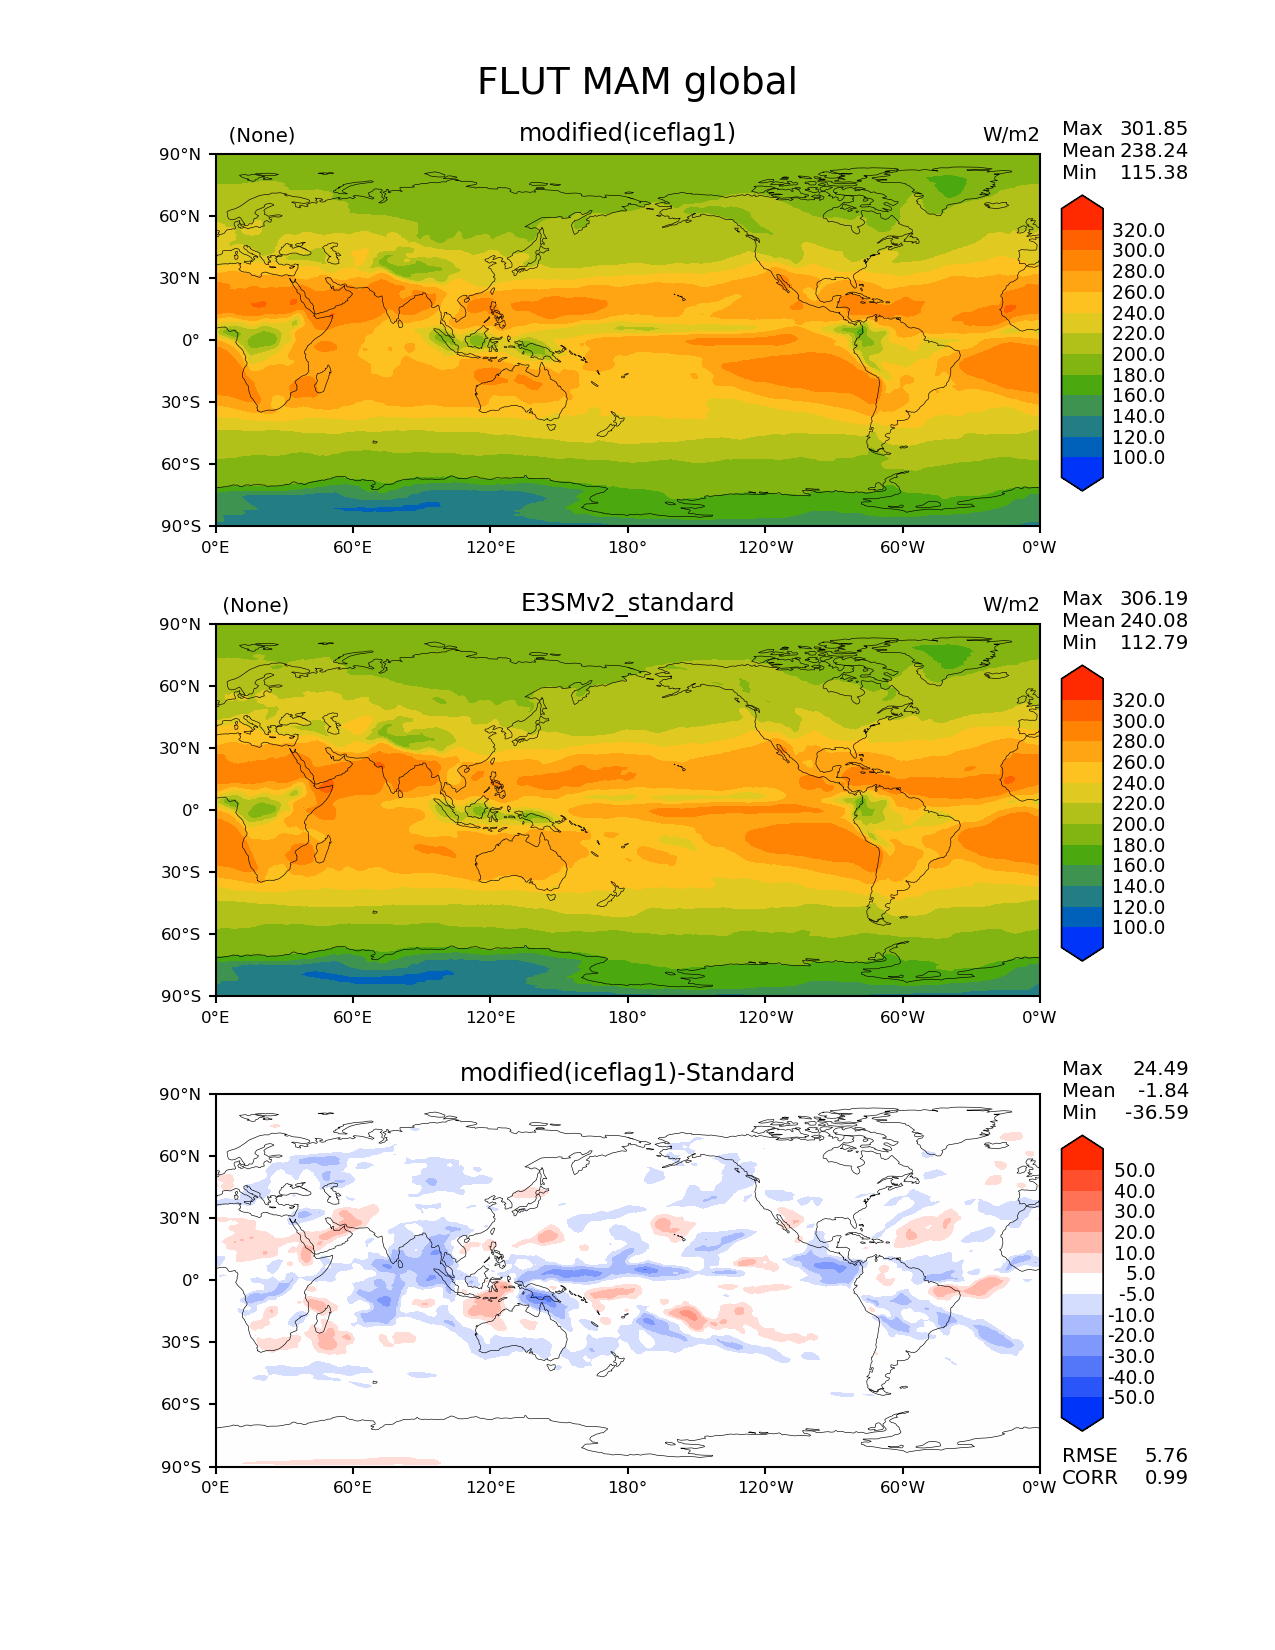 FLUT MAM global
(None) modified(iceflag1) W/m2
Max 301.85
Mean 238.24
Min 115.38
90°N
60°N
30°N
0°
30°S
60°S
90°S
0°E 60°E 120°E 180° 120°W 60°W 0°W
320.0
300.0
280.0
260.0
240.0
220.0
200.0
180.0
160.0
140.0
120.0
100.0
(None) E3SMv2_standard W/m2
Max 306.19
Mean 240.08
Min 112.79
90°N
60°N
30°N
0°
30°S
60°S
90°S
0°E 60°E 120°E 180° 120°W 60°W 0°W
320.0
300.0
280.0
260.0
240.0
220.0
200.0
180.0
160.0
140.0
120.0
100.0
modified(iceflag1)-Standard
Max 24.49
Mean -1.84
Min -36.59
90°N
60°N
30°N
0°
30°S
60°S
90°S
0°E 60°E 120°E 180° 120°W 60°W 0°W
50.0
40.0
30.0
20.0
10.0
5.0
-5.0
-10.0
-20.0
-30.0
-40.0
-50.0
RMSE 5.76
CORR 0.99